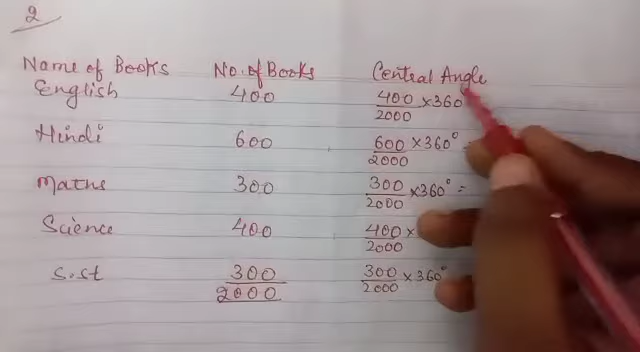 2
Name of Books No. of Books Central Angle
English 400 400/2000 × 360
Hindi 600 600/2000 × 360° =
Maths 300 300/2000 × 360° =
Science 400 400/2000 ×
S.st 300 300/2000 × 360°
2000